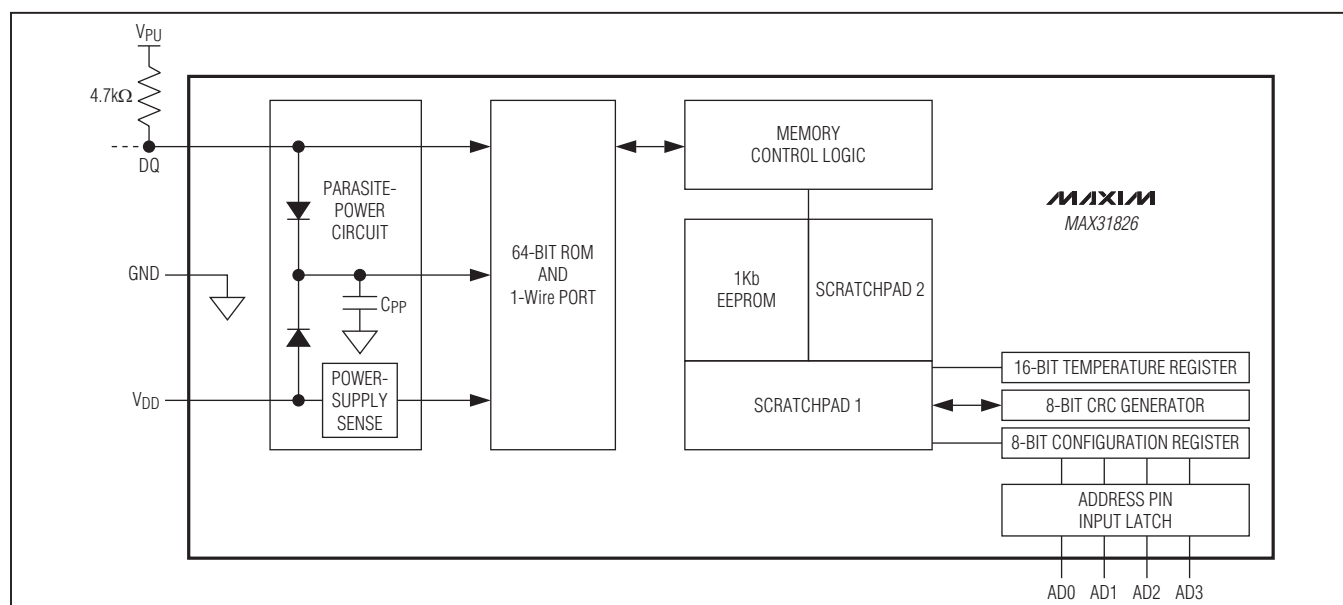 VPU
4.7kΩ
DQ
GND
VDD
PARASITE-
POWER
CIRCUIT
CPP
POWER-
SUPPLY
SENSE
64-BIT ROM
AND
1-Wire PORT
MEMORY
CONTROL LOGIC
1Kb
EEPROM
SCRATCHPAD 2
SCRATCHPAD 1
MAXIM
MAX31826
16-BIT TEMPERATURE REGISTER
8-BIT CRC GENERATOR
8-BIT CONFIGURATION REGISTER
ADDRESS PIN
INPUT LATCH
AD0 AD1 AD2 AD3